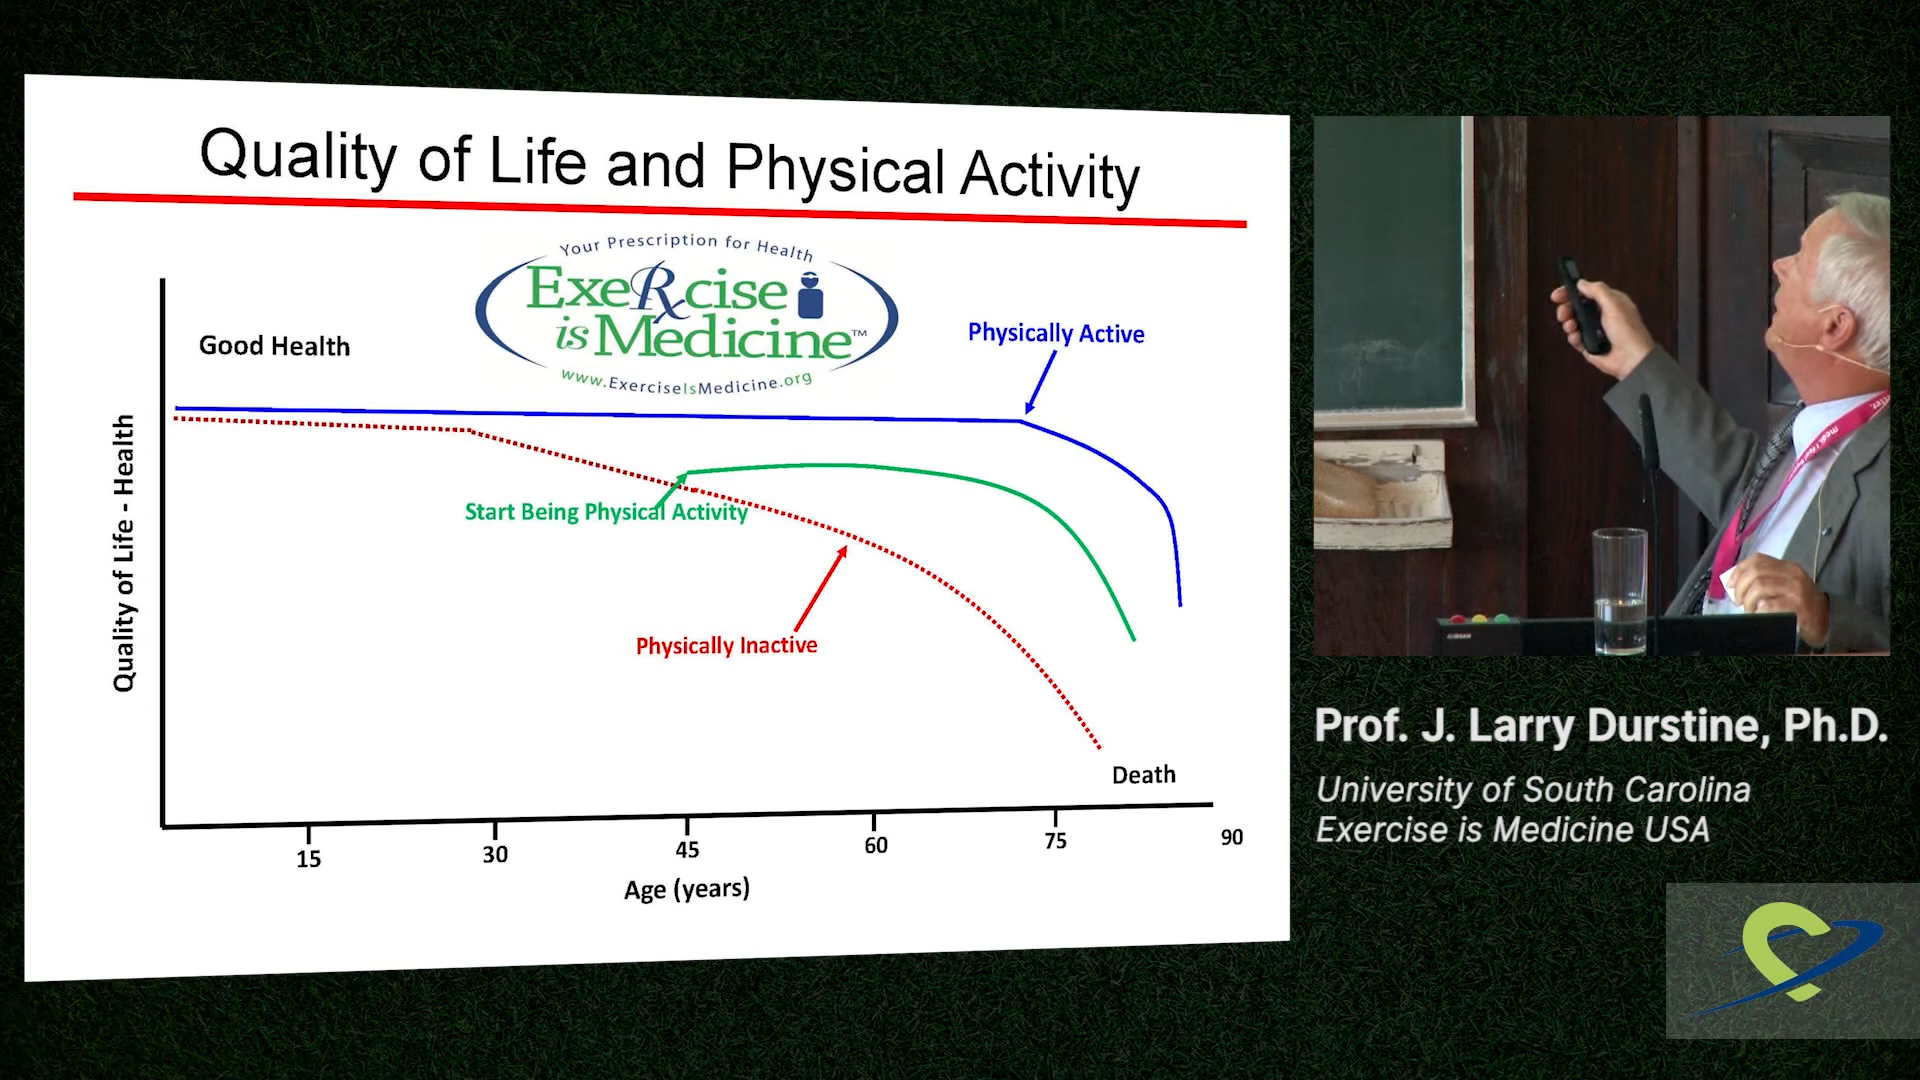 Quality of Life and Physical Activity
Your Prescription for Health
ExeRxcise
is Medicine™
www.ExerciseIsMedicine.org
Good Health
Physically Active
Quality of Life - Health
Start Being Physical Activity
Physically Inactive
Death
15
30
45
60
75
90
Age (years)
Prof. J. Larry Durstine, Ph.D.
University of South Carolina
Exercise is Medicine USA